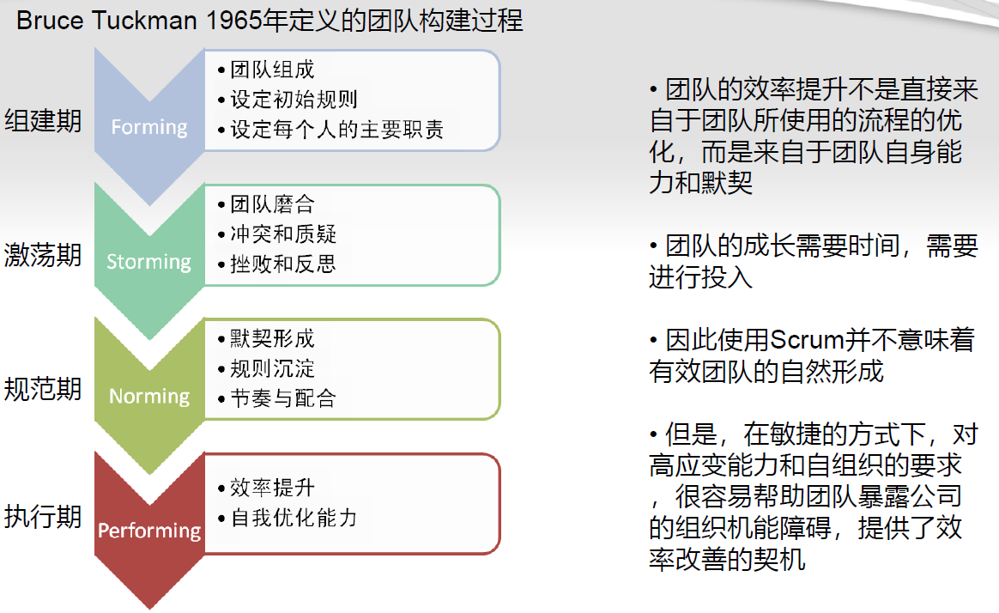 Bruce Tuckman 1965年定义的团队构建过程
组建期
Forming
• 团队组成
• 设定初始规则
• 设定每个人的主要职责
激荡期
Storming
• 团队磨合
• 冲突和质疑
• 挫败和反思
规范期
Norming
• 默契形成
• 规则沉淀
• 节奏与配合
执行期
Performing
• 效率提升
• 自我优化能力
• 团队的效率提升不是直接来
自于团队所使用的流程的优
化，而是来自于团队自身能
力和默契
• 团队的成长需要时间，需要
进行投入
• 因此使用Scrum并不意味着
有效团队的自然形成
• 但是，在敏捷的方式下，对
高应变能力和自组织的要求
，很容易帮助团队暴露公司
的组织机能障碍，提供了效
率改善的契机